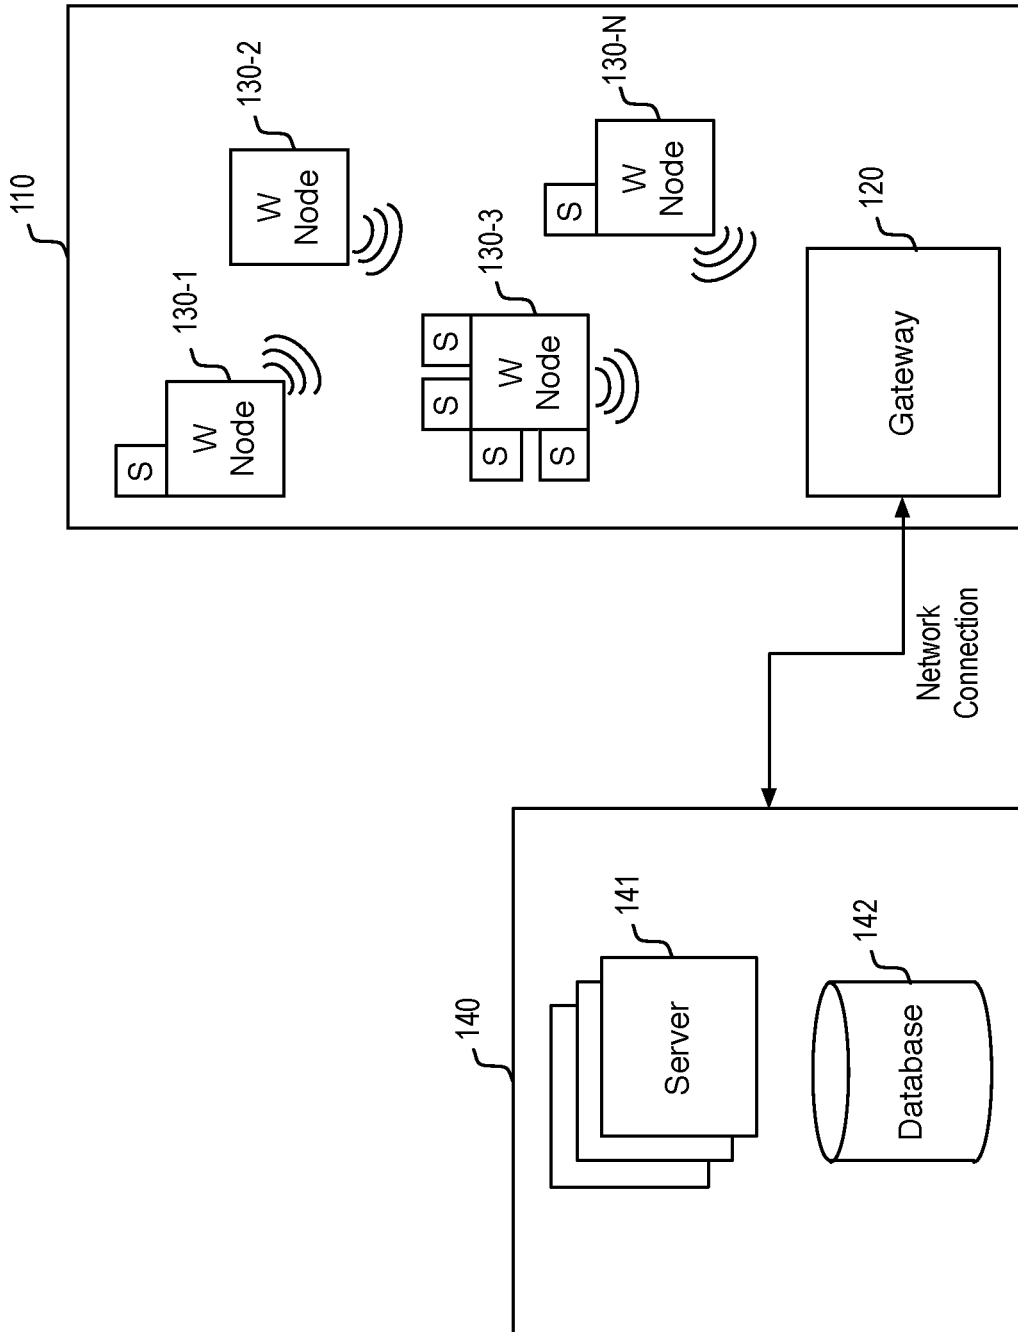 110
S
130-1
W
Node
130-2
W
Node
S
S
S
S
130-3
W
Node
130-N
S
W
Node
120
Gateway
Network
Connection
140
141
Server
142
Database